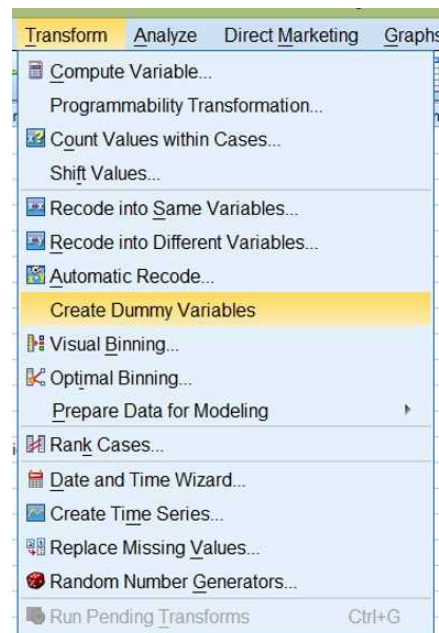 Transform Analyze Direct Marketing Graphs
Compute Variable...
Programmability Transformation...
Count Values within Cases...
Shift Values...
Recode into Same Variables...
Recode into Different Variables...
Automatic Recode...
Create Dummy Variables
Visual Binning...
Optimal Binning...
Prepare Data for Modeling
Rank Cases...
Date and Time Wizard...
Create Time Series...
Replace Missing Values...
Random Number Generators...
Run Pending Transforms Ctrl+G